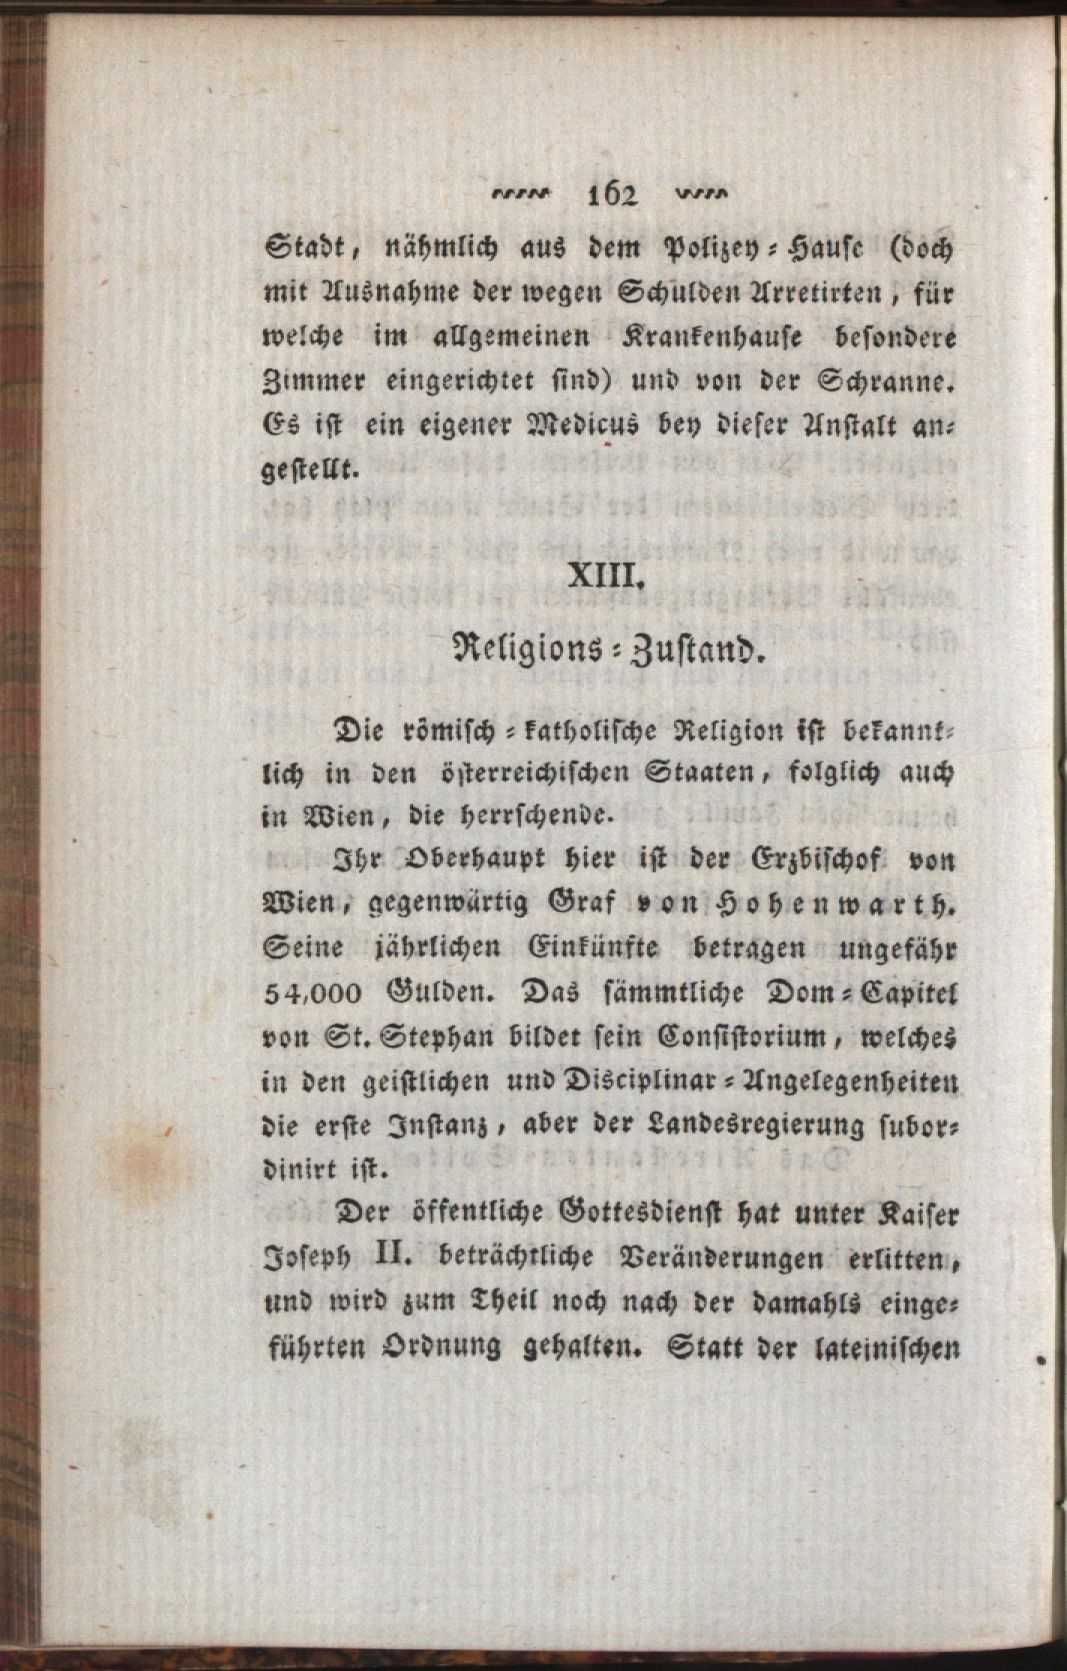 162
Stadt, nähmlich aus dem Polizey-Hause (doch
mit Ausnahme der wegen Schulden Arretirten, für
welche im allgemeinen Krankenhause besondere
Zimmer eingerichtet sind) und von der Schranne.
Es ist ein eigener Medicus bey dieser Anstalt an-
gestellt.
XIII.
Religions-Zustand.
Die römisch-katholische Religion ist bekannt-
lich in den österreichischen Staaten, folglich auch
in Wien, die herrschende.
Ihr Oberhaupt hier ist der Erzbischof von
Wien, gegenwärtig Graf von Hohenwarth.
Seine jährlichen Einkünfte betragen ungefähr
54,000 Gulden. Das sämmtliche Dom-Capitel
von St. Stephan bildet sein Consistorium, welches
in den geistlichen und Disciplinar-Angelegenheiten
die erste Instanz, aber der Landesregierung subor-
dinirt ist.
Der öffentliche Gottesdienst hat unter Kaiser
Joseph II. beträchtliche Veränderungen erlitten,
und wird zum Theil noch nach der damahls einge-
führten Ordnung gehalten. Statt der lateinischen